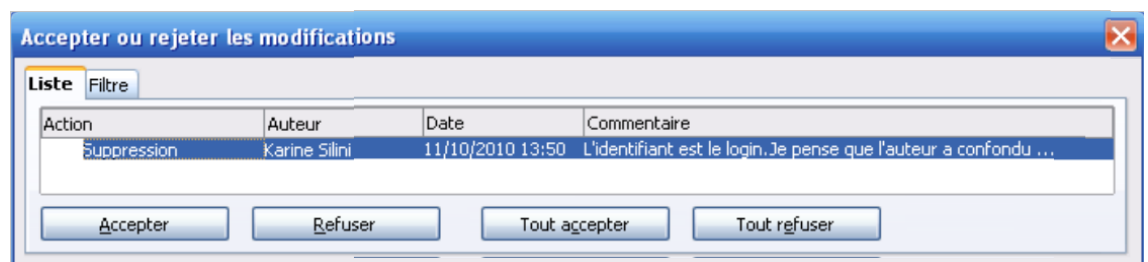 Accepter ou rejeter les modifications
Liste Filtre
Action Auteur Date Commentaire
Suppression Karine Silini 11/10/2010 13:50 L'identifiant est le login.Je pense que l'auteur a confondu ...
Accepter Refuser Tout accepter Tout refuser